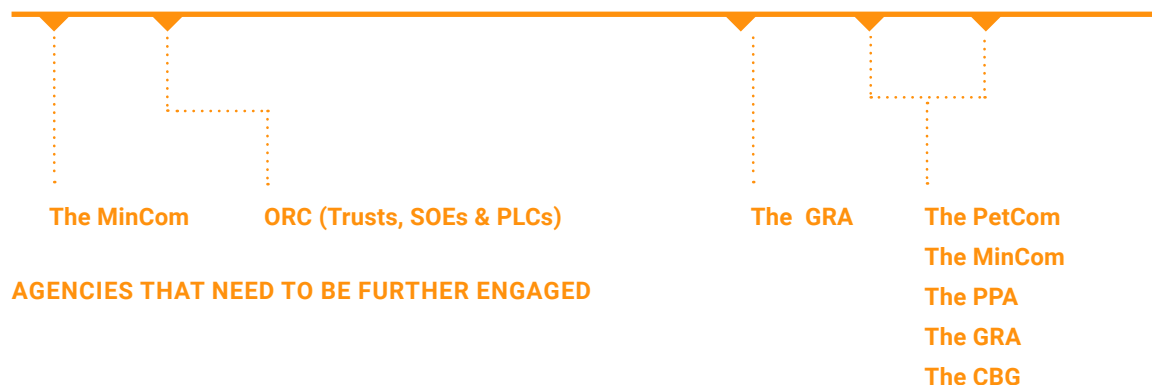 The MinCom
ORC (Trusts, SOEs & PLCs)
The GRA
The PetCom
The MinCom
The PPA
The GRA
The CBG
AGENCIES THAT NEED TO BE FURTHER ENGAGED